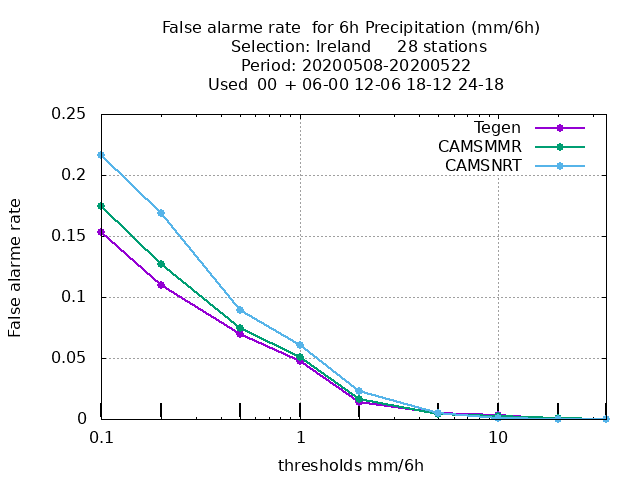 False alarme rate  for 6h Precipitation (mm/6h)
Selection: Ireland     28 stations
Period: 20200508-20200522
Used  00  + 06-00 12-06 18-12 24-18
0.25
0.2
0.15
0.1
0.05
0
False alarme rate
Tegen
CAMSMMR
CAMSNRT
0.1
1
10
thresholds mm/6h